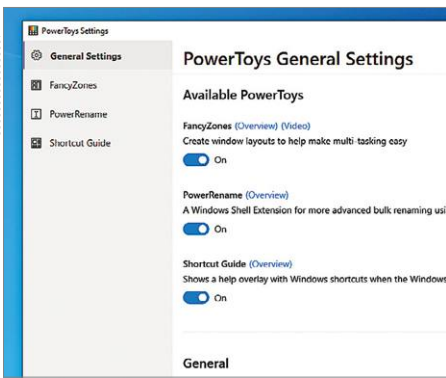 PowerToys Settings
General Settings
FancyZones
PowerRename
Shortcut Guide
PowerToys General Settings
Available PowerToys
FancyZones (Overview) (Video)
Create window layouts to help make multi-tasking easy
On
PowerRename (Overview)
A Windows Shell Extension for more advanced bulk renaming usi
On
Shortcut Guide (Overview)
Shows a help overlay with Windows shortcuts when the Windows
On
General